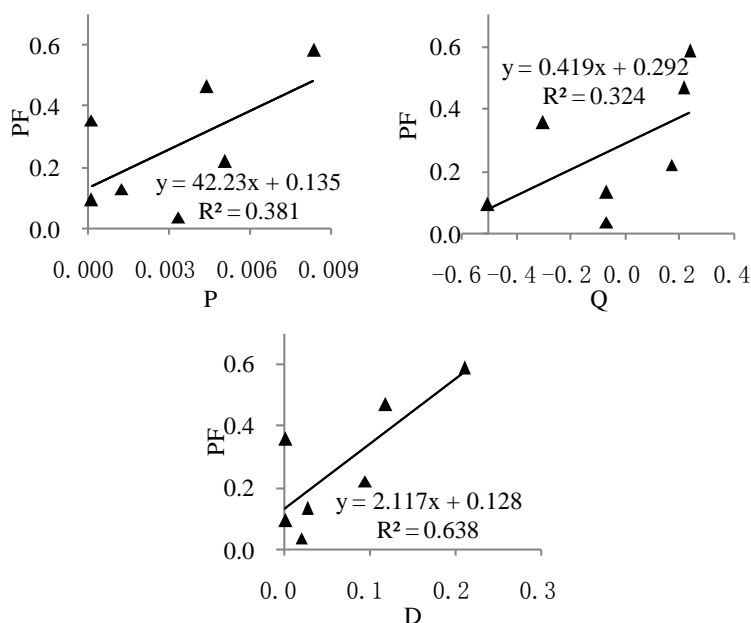 0.6
0.4
0.2
0.0
PF
y = 42.23x + 0.135
R² = 0.381
0.000 0.003 0.006 0.009
P
0.6
0.4
0.2
0.0
PF
y = 0.419x + 0.292
R² = 0.324
-0.6 -0.4 -0.2 0.0 0.2 0.4
Q
0.6
0.4
0.2
0.0
PF
y = 2.117x + 0.128
R² = 0.638
0.0 0.1 0.2 0.3
D